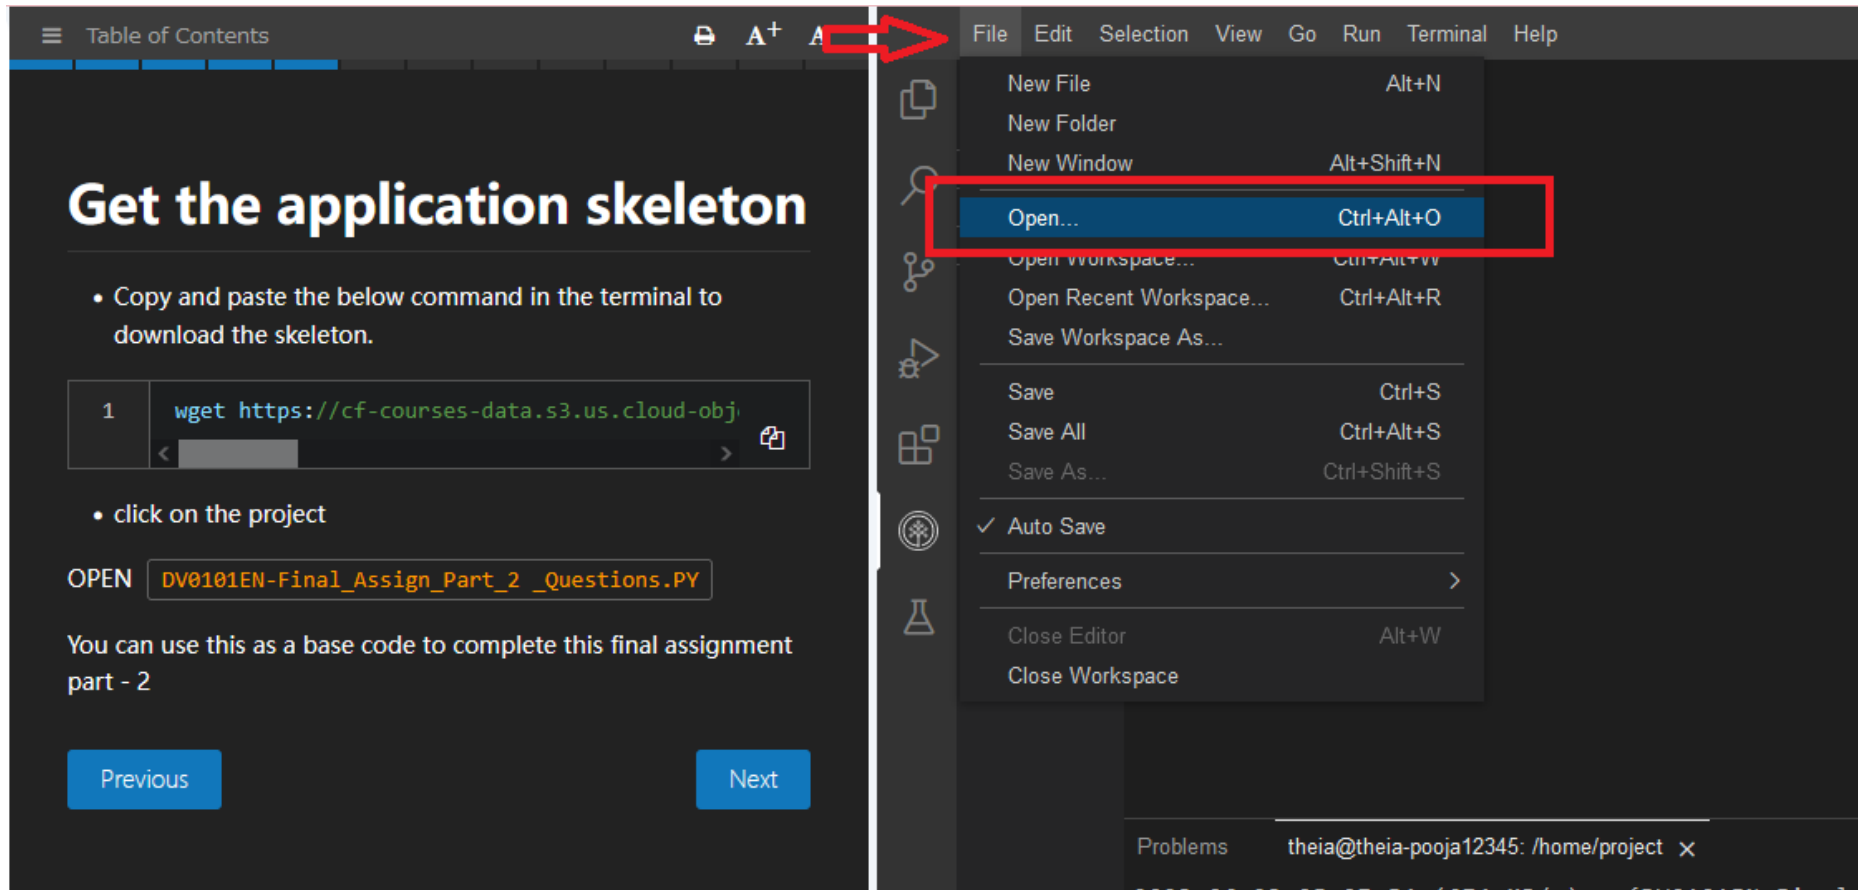 Table of Contents
A+ A
Get the application skeleton
• Copy and paste the below command in the terminal to
download the skeleton.
1 wget https://cf-courses-data.s3.us.cloud-obj
• click on the project
OPEN DV0101EN-Final_Assign_Part_2 _Questions.PY
You can use this as a base code to complete this final assignment
part - 2
Previous Next
File Edit Selection View Go Run Terminal Help
New File Alt+N
New Folder
New Window Alt+Shift+N
Open... Ctrl+Alt+O
Open Workspace... Ctrl+Alt+W
Open Recent Workspace... Ctrl+Alt+R
Save Workspace As...
Save Ctrl+S
Save All Ctrl+Alt+S
Save As... Ctrl+Shift+S
Auto Save
Preferences
Close Editor Alt+W
Close Workspace
Problems theia@theia-pooja12345: /home/project